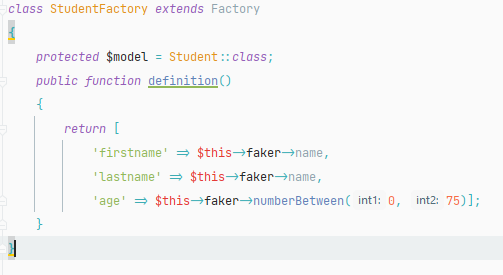 class StudentFactory extends Factory
{
protected $model = Student::class;
public function definition()
{
return [
'firstname' => $this->faker->name,
'lastname' => $this->faker->name,
'age' => $this->faker->numberBetween( int1: 0, int2: 75)];
}
}